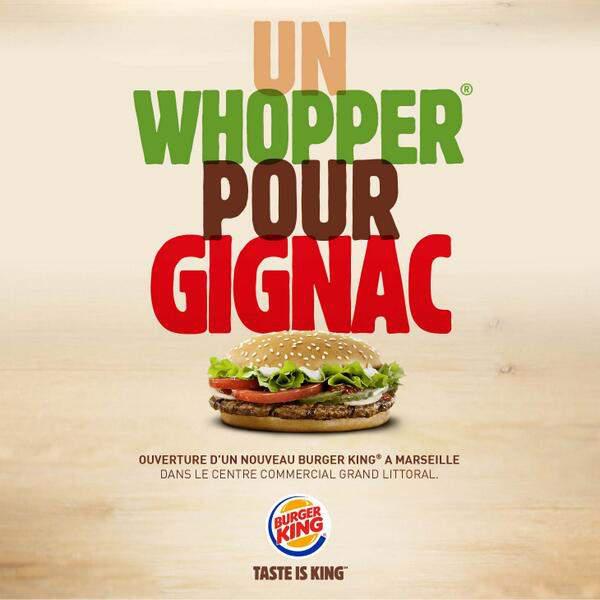 UN
WHOPPER®
POUR
GIGNAC
OUVERTURE D'UN NOUVEAU BURGER KING® A MARSEILLE
DANS LE CENTRE COMMERCIAL GRAND LITTORAL.
BURGER
KING®
TASTE IS KING™